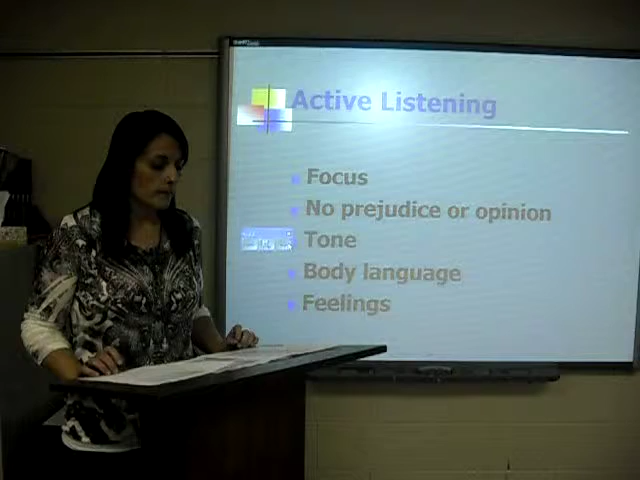 Active Listening
Focus
No prejudice or opinion
Tone
Body language
Feelings